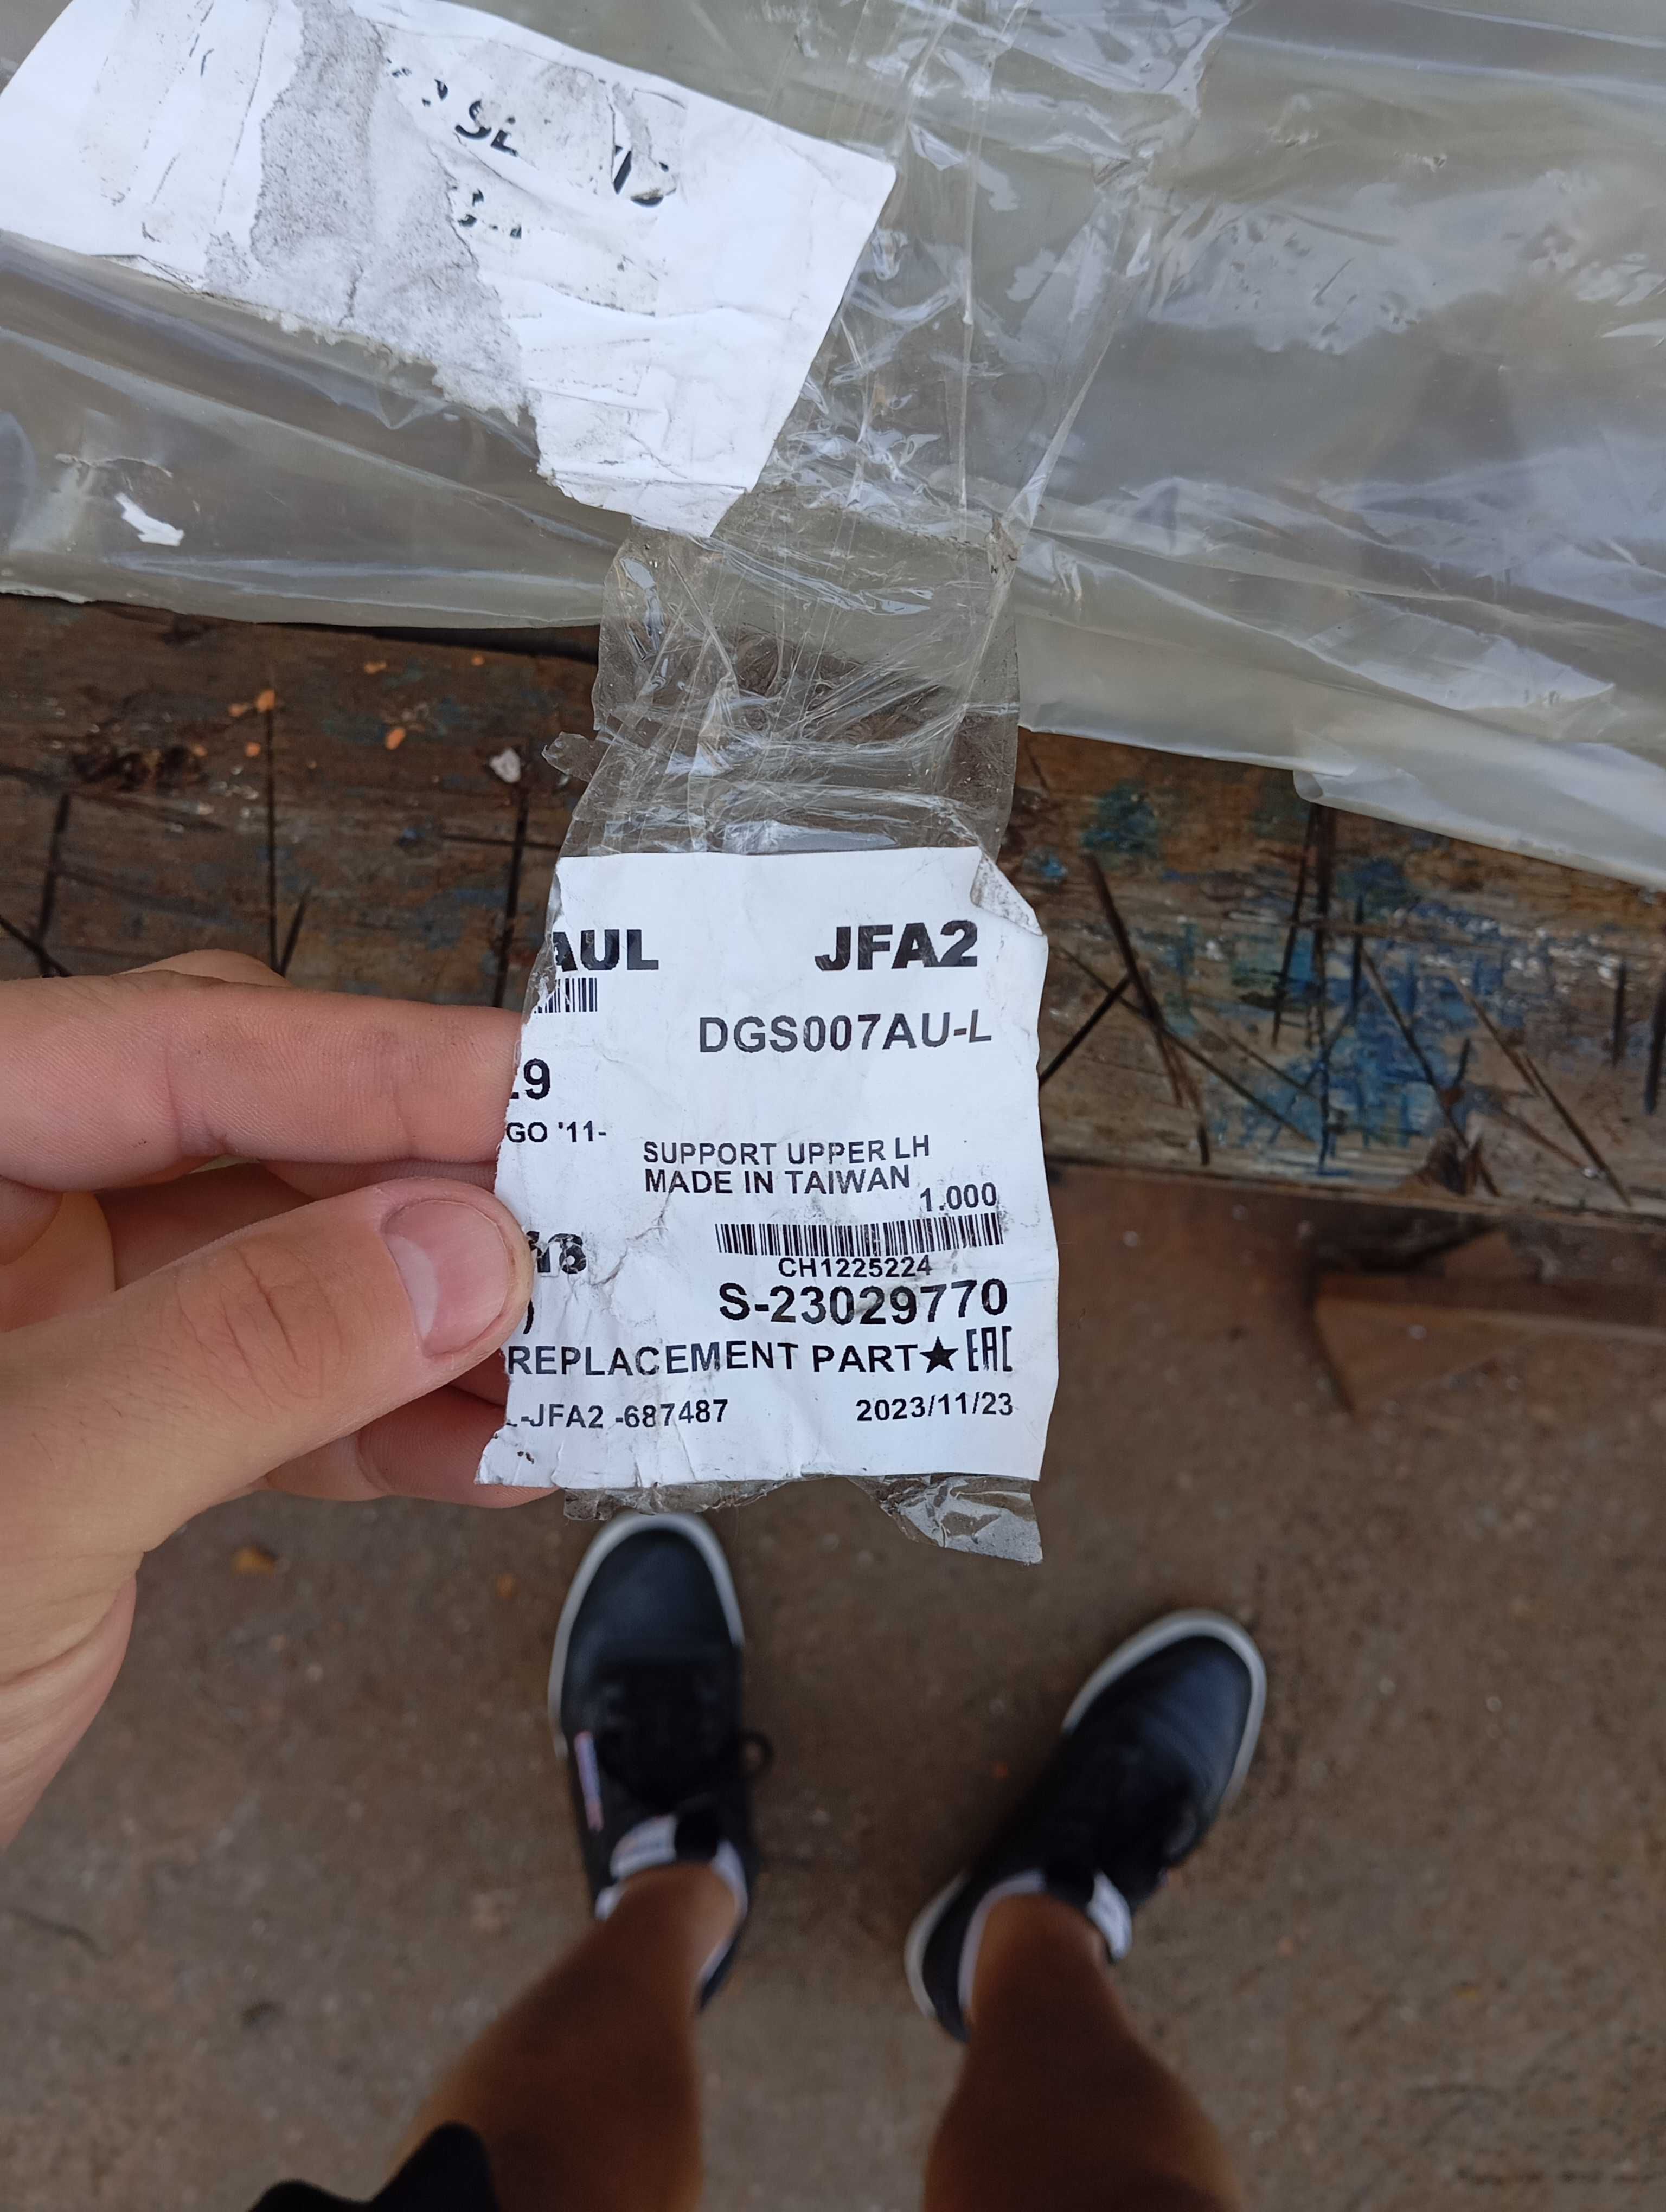 AUL JFA2
DGS007AU-L
9
GO '11-
SUPPORT UPPER LH
MADE IN TAIWAN
1.000
CH1225224
S-23029770
REPLACEMENT PART★EAC
-JFA2 -687487 2023/11/23